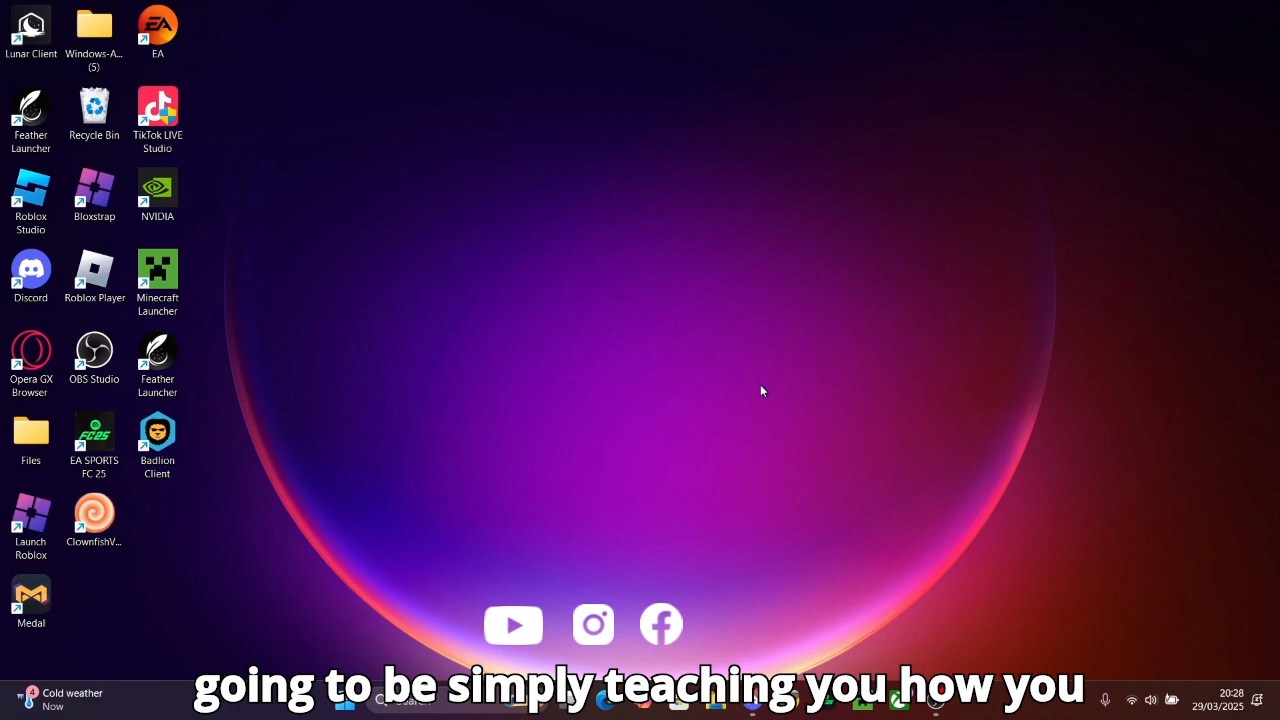 Lunar Client
Windows-A...
(5)
EA
Feather
Launcher
Recycle Bin
TikTok LIVE
Studio
Roblox
Studio
Bloxstrap
NVIDIA
Discord
Roblox Player
Minecraft
Launcher
Opera GX
Browser
OBS Studio
Feather
Launcher
Files
EA SPORTS
FC 25
Badlion
Client
Launch
Roblox
ClownfishV...
Medal
going to be simply teaching you how you
4
Cold weather
Now
20:28
29/03/2025